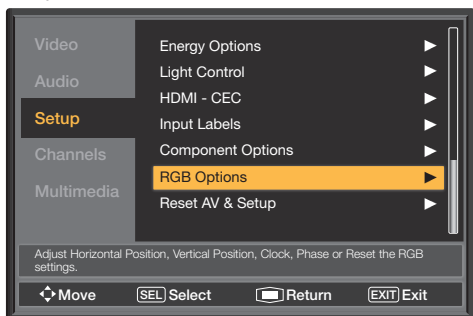 Video
Audio
Setup
Channels
Multimedia
Energy Options
Light Control
HDMI - CEC
Input Labels
Component Options
RGB Options
Reset AV & Setup
Adjust Horizontal Position, Vertical Position, Clock, Phase or Reset the RGB
settings.
Move SEL Select Return EXIT Exit